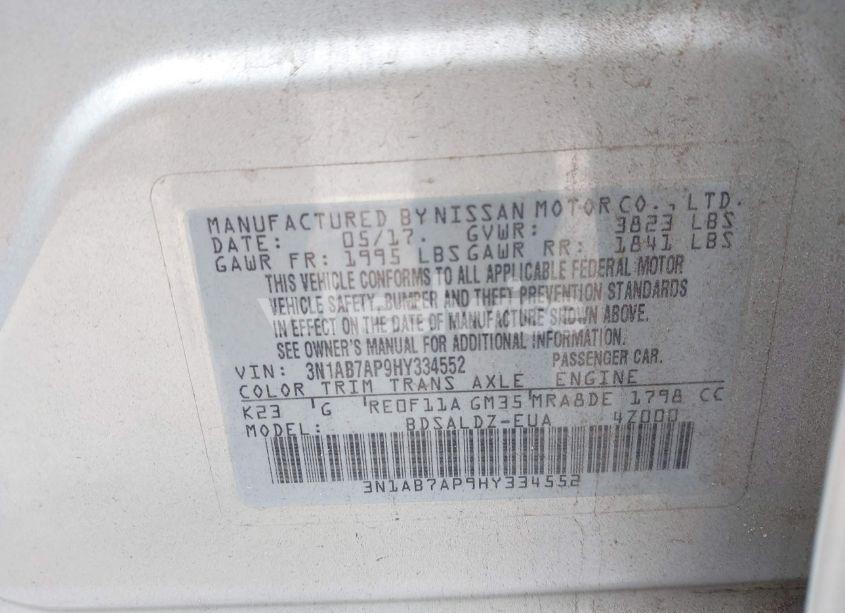 MANUFACTURED BY NISSAN MOTOR CO., LTD.
DATE: 05/17. GVWR: 3823 LBS
GAWR FR: 1995 LBS GAWR RR: 1841 LBS
THIS VEHICLE CONFORMS TO ALL APPLICABLE FEDERAL MOTOR
VEHICLE SAFETY, BUMPER AND THEFT PREVENTION STANDARDS
IN EFFECT ON THE DATE OF MANUFACTURE SHOWN ABOVE.
SEE OWNER'S MANUAL FOR ADDITIONAL INFORMATION.
VIN: 3N1AB7AP9HY334552 PASSENGER CAR.
COLOR TRIM TRANS AXLE ENGINE
K23 G RE0F11A GM35 MRA8DE 1798 CC
MODEL: BDSALDZ-EUA 4Z000
3N1AB7AP9HY334552